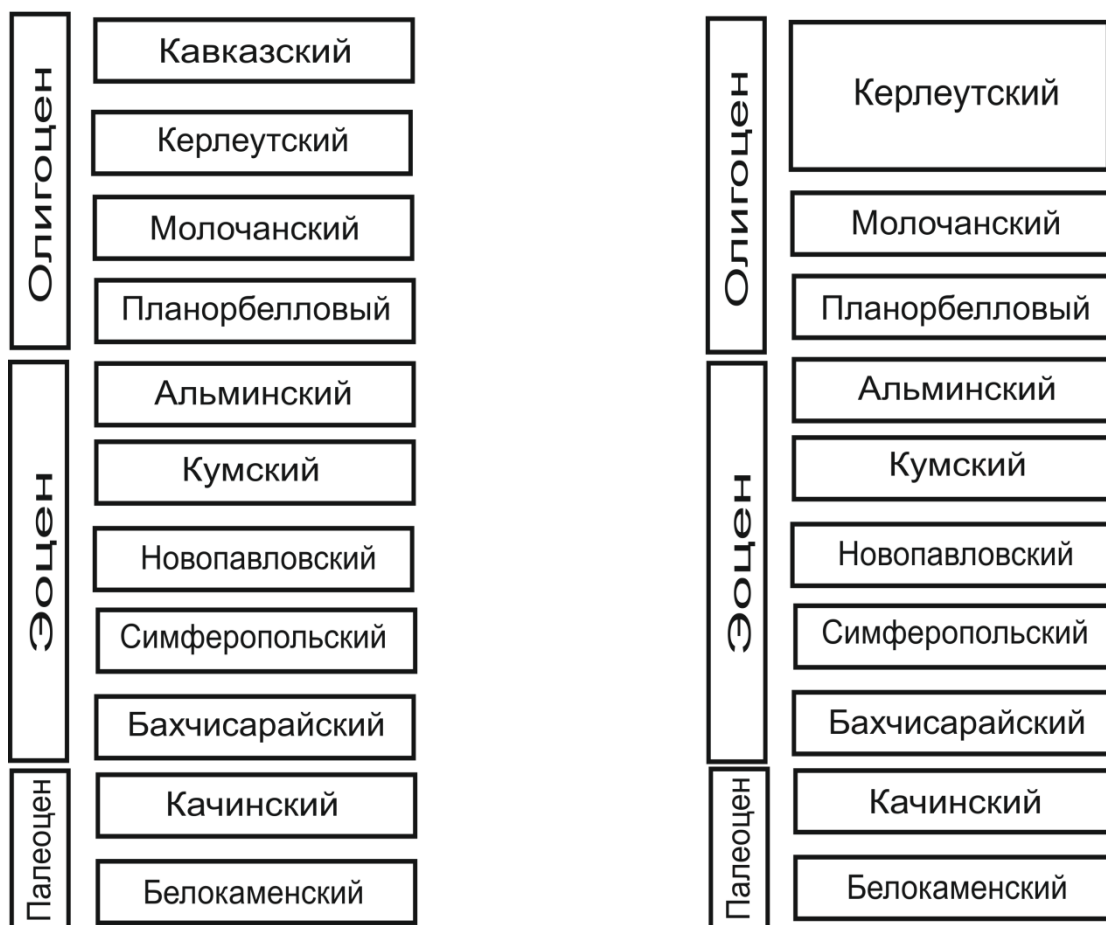 Олигоцен
Кавказский
Керлеутский
Молочанский
Планорбелловый
Эоцен
Альминский
Кумский
Новопавловский
Симферопольский
Бахчисарайский
Палеоцен
Качинский
Белокаменский
Олигоцен
Керлеутский
Молочанский
Планорбелловый
Эоцен
Альминский
Кумский
Новопавловский
Симферопольский
Бахчисарайский
Палеоцен
Качинский
Белокаменский